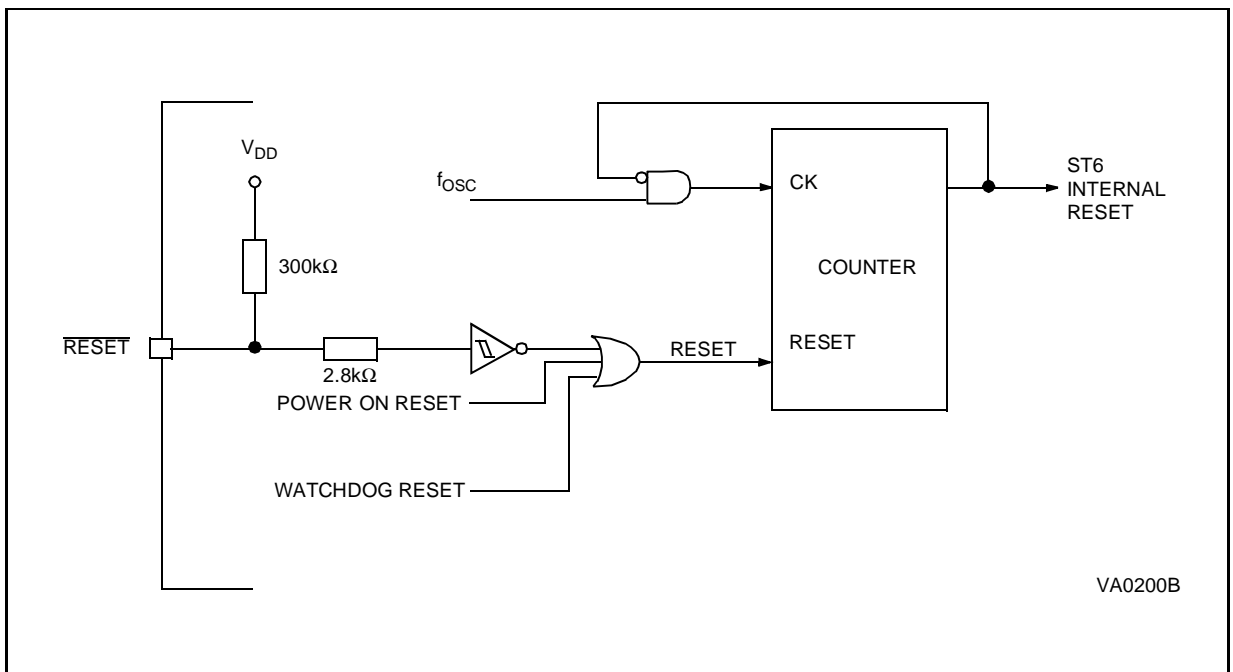 V_DD
f_OSC
CK
ST6
INTERNAL
RESET
300kΩ
COUNTER
RESET
RESET
RESET
2.8kΩ
POWER ON RESET
WATCHDOG RESET
VA0200B